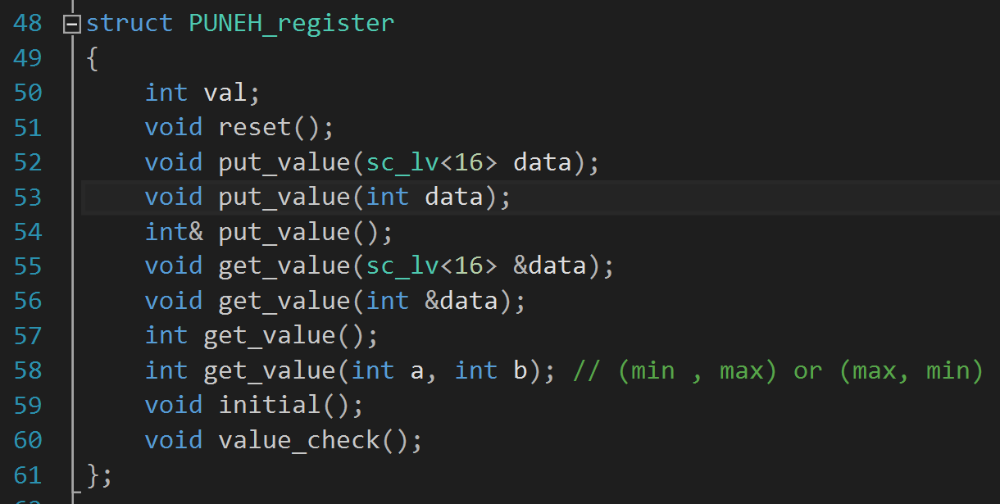 48 struct PUNEH_register
49 {
50 int val;
51 void reset();
52 void put_value(sc_lv<16> data);
53 void put_value(int data);
54 int& put_value();
55 void get_value(sc_lv<16> &data);
56 void get_value(int &data);
57 int get_value();
58 int get_value(int a, int b); // (min , max) or (max, min)
59 void initial();
60 void value_check();
61 };